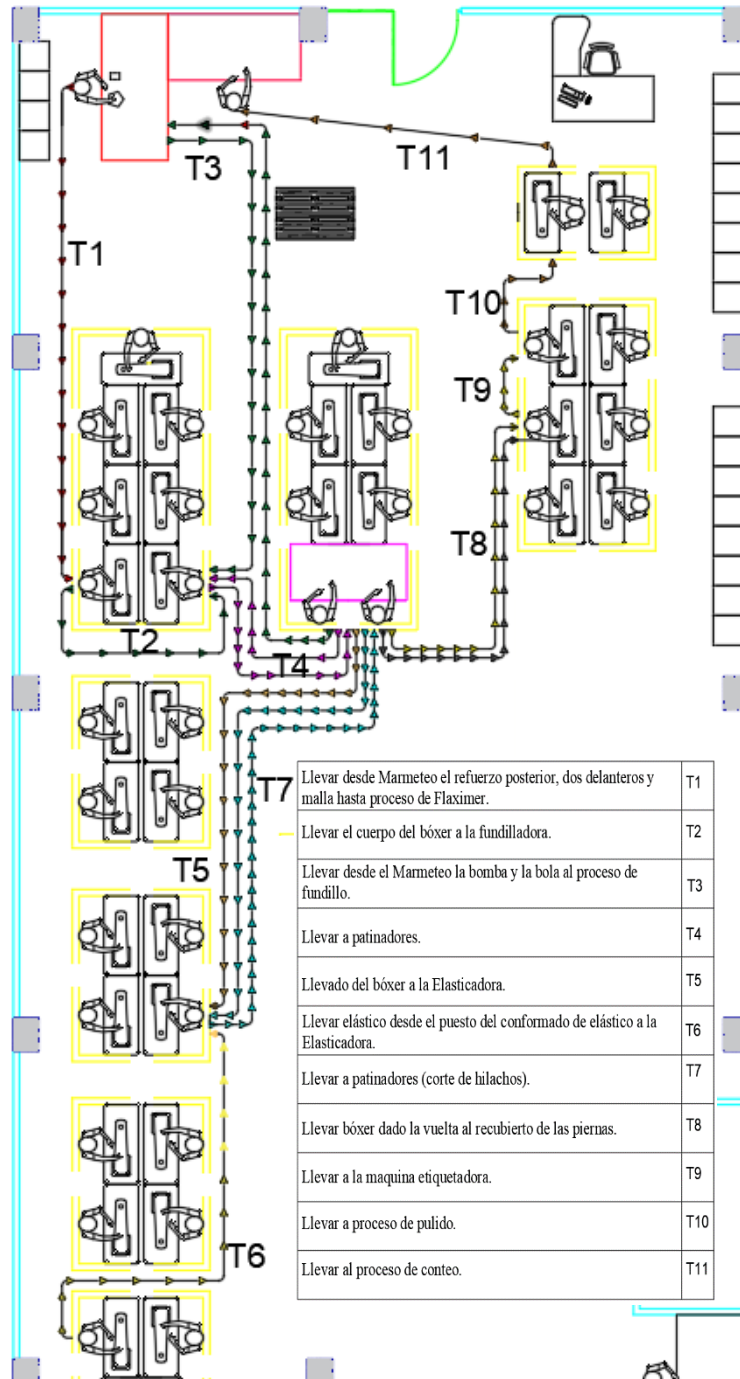 T11
T3
T1
T10
T9
T8
T2
T4
T7
T5
T6
Llevar desde Marmeteo el refuerzo posterior, dos delanteros y
malla hasta proceso de Flaximer.
T1
Llevar el cuerpo del bóxer a la fundilladora.
T2
Llevar desde el Marmeteo la bomba y la bola al proceso de
fundillo.
T3
Llevar a patinadores.
T4
Llevado del bóxer a la Elasticadora.
T5
Llevar elástico desde el puesto del conformado de elástico a la
Elasticadora.
T6
Llevar a patinadores (corte de hilachos).
T7
Llevar bóxer dado la vuelta al recubierto de las piernas.
T8
Llevar a la maquina etiquetadora.
T9
Llevar a proceso de pulido.
T10
Llevar al proceso de conteo.
T11